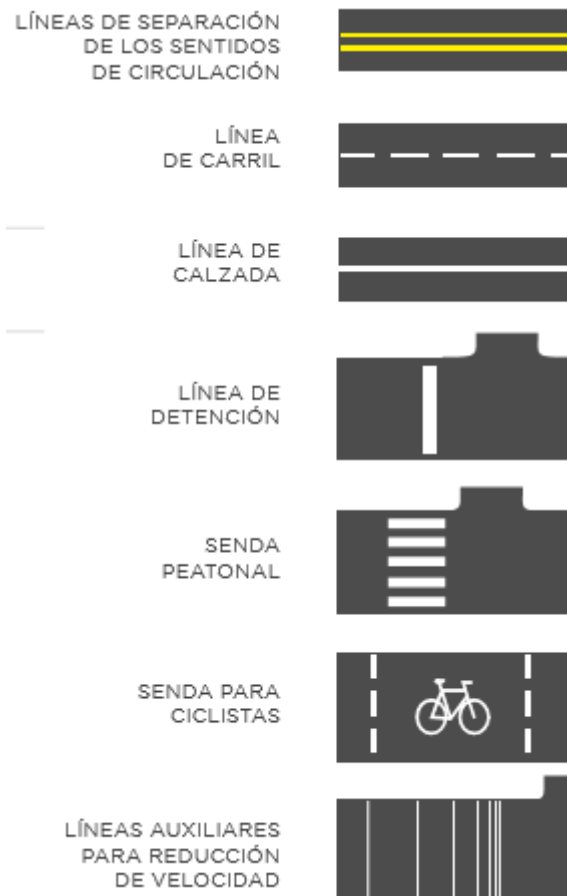 LÍNEAS DE SEPARACIÓN
DE LOS SENTIDOS
DE CIRCULACIÓN
LÍNEA
DE CARRIL
LÍNEA DE
CALZADA
LÍNEA DE
DETENCIÓN
SENDA
PEATONAL
SENDA PARA
CICLISTAS
LÍNEAS AUXILIARES
PARA REDUCCIÓN
DE VELOCIDAD